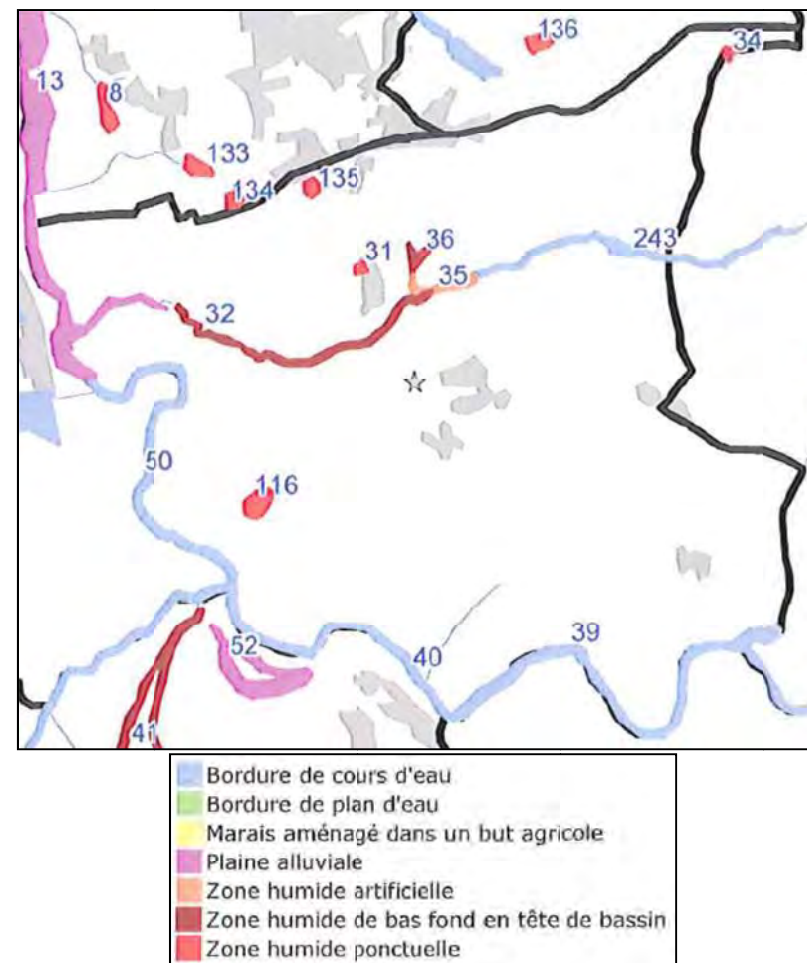 136
34
13
8
133
134
135
36
243
31
35
32
50
116
39
52
40
41
Bordure de cours d'eau
Bordure de plan d'eau
Marais aménagé dans un but agricole
Plaine alluviale
Zone humide artificielle
Zone humide de bas fond en tête de bassin
Zone humide ponctuelle